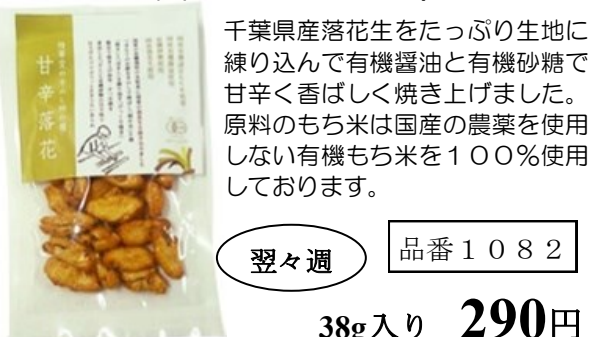 千葉県産落花生をたっぷり生地に
練り込んで有機醤油と有機砂糖で
甘辛く香ばしく焼き上げました。
原料のもち米は国産の農薬を使用
しない有機もち米を１００％使用
しております。
甘辛落花
翌々週
品番１０８２
38g入り 290円